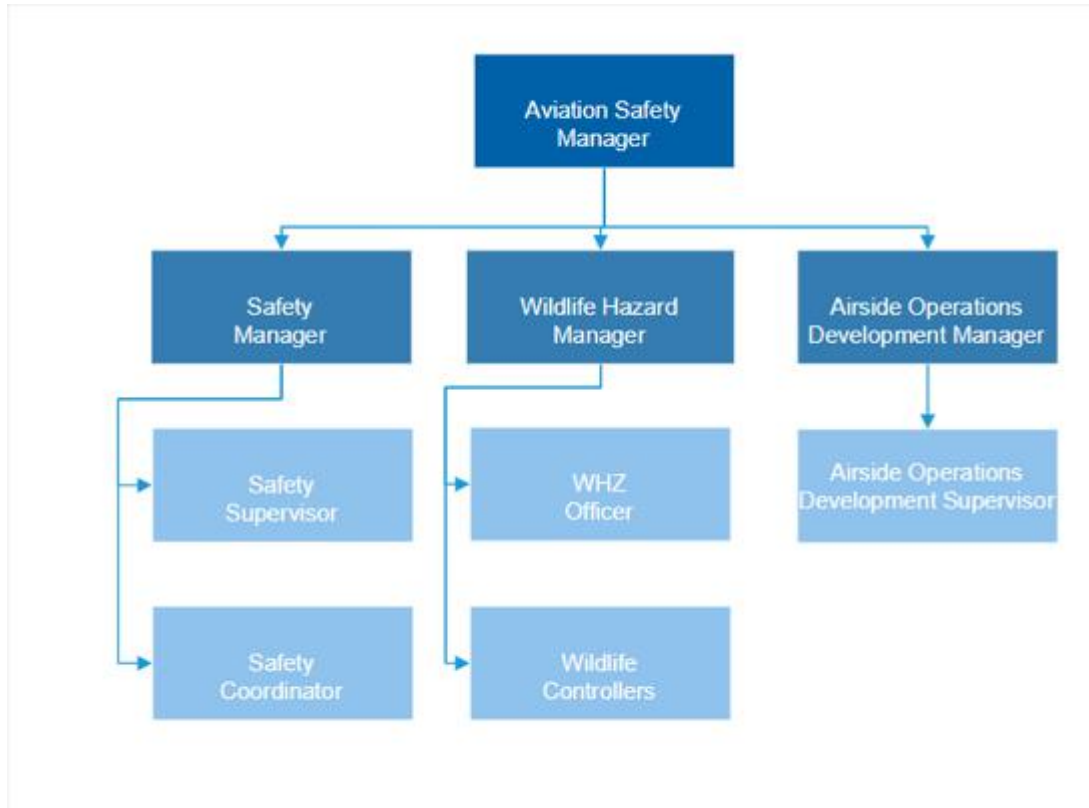 Aviation Safety
Manager
Safety
Manager
Wildlife Hazard
Manager
Airside Operations
Development Manager
Safety
Supervisor
WHZ
Officer
Airside Operations
Development Supervisor
Safety
Coordinator
Wildlife
Controllers